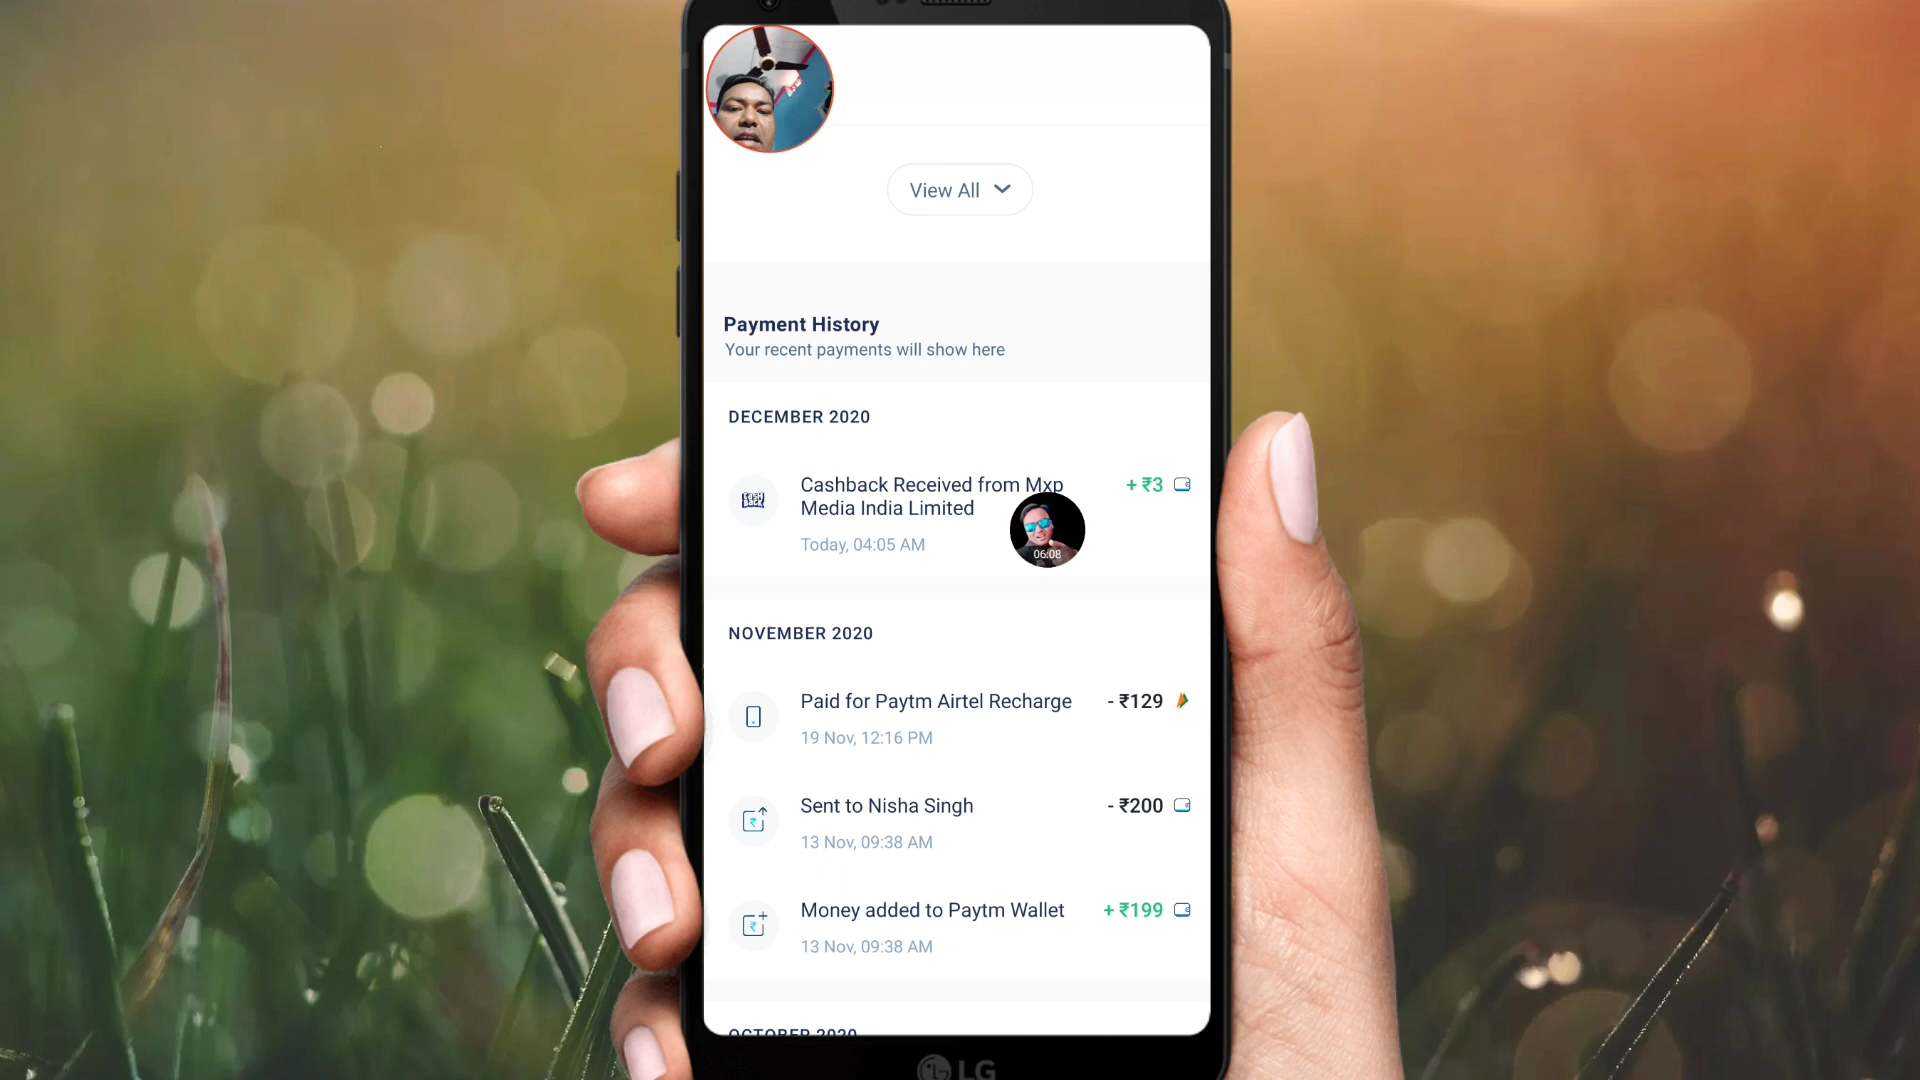 View All
Payment History
Your recent payments will show here
DECEMBER 2020
Cashback Received from Mxp
+ ₹3
Media India Limited
Today, 04:05 AM
06:08
NOVEMBER 2020
Paid for Paytm Airtel Recharge
- ₹129
19 Nov, 12:16 PM
Sent to Nisha Singh
- ₹200
13 Nov, 09:38 AM
Money added to Paytm Wallet
+ ₹199
13 Nov, 09:38 AM
OCTOBER 2020
LG